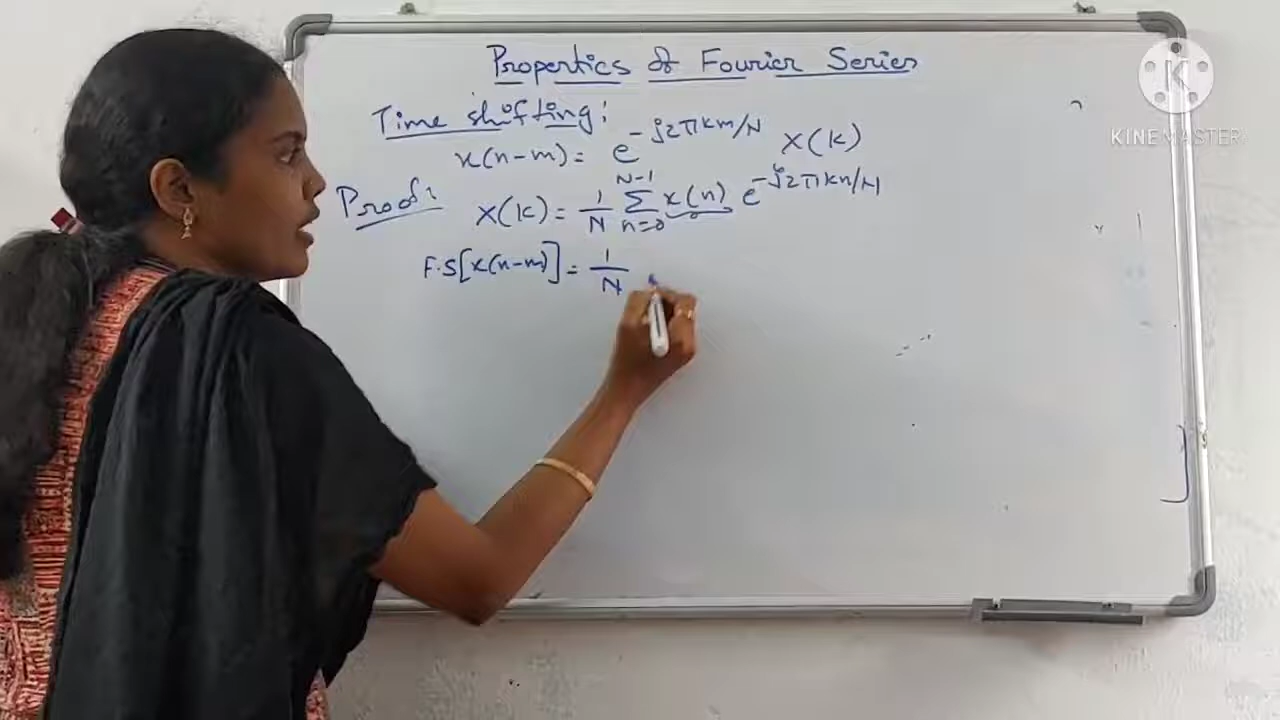 Properties of Fourier Series
Time shifting:
x(n-m) = e^{-j2πkm/N} X(k)
Proof: X(k) = 1/N Σ_{n=0}^{N-1} x(n) e^{-j2πkn/N}
F.S[x(n-m)] = 1/N
KINEMASTER